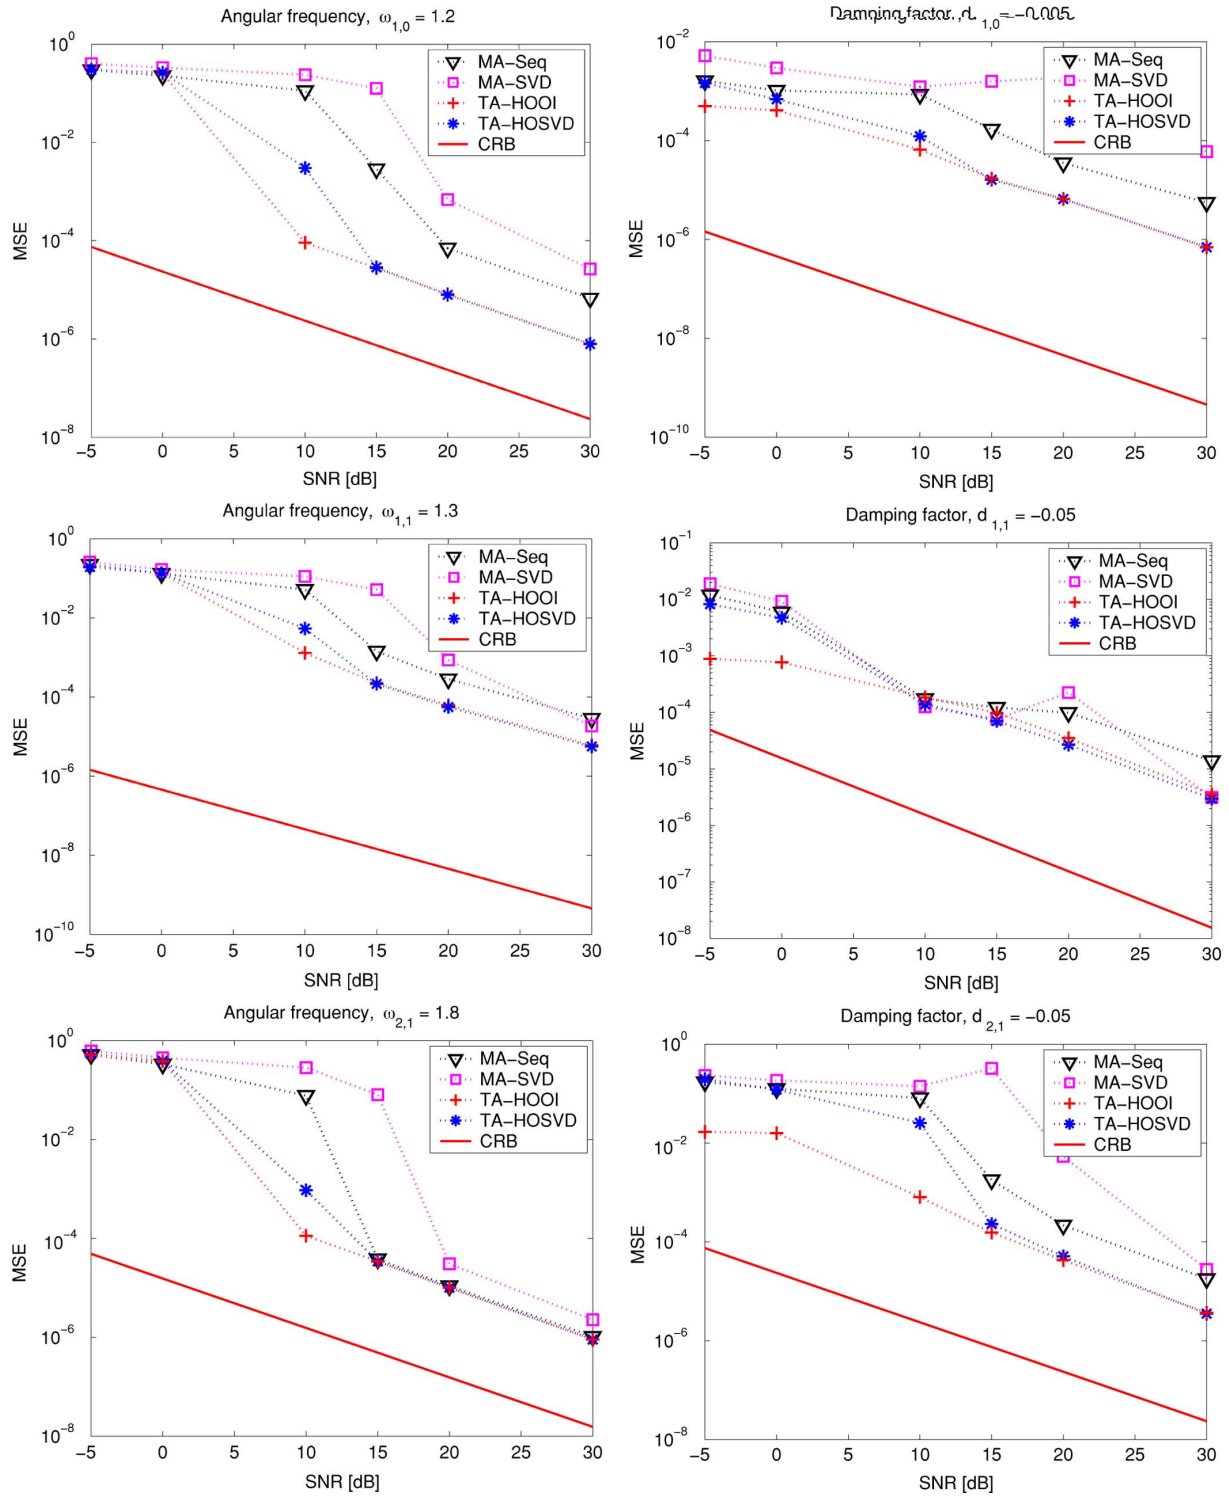 Angular frequency, ω1,0 = 1.2
10^0
10^−2
10^−4
10^−6
10^−8
MSE
MA−Seq
MA−SVD
TA−HOOI
TA−HOSVD
CRB
−5 0 5 10 15 20 25 30
SNR [dB]
Damping factor, d1,0 = −0.005
10^−2
10^−4
10^−6
10^−8
10^−10
MSE
MA−Seq
MA−SVD
TA−HOOI
TA−HOSVD
CRB
−5 0 5 10 15 20 25 30
SNR [dB]
Angular frequency, ω1,1 = 1.3
10^0
10^−2
10^−4
10^−6
10^−8
10^−10
MSE
MA−Seq
MA−SVD
TA−HOOI
TA−HOSVD
CRB
−5 0 5 10 15 20 25 30
SNR [dB]
Damping factor, d1,1 = −0.05
10^−1
10^−2
10^−3
10^−4
10^−5
10^−6
10^−7
10^−8
MSE
MA−Seq
MA−SVD
TA−HOOI
TA−HOSVD
CRB
−5 0 5 10 15 20 25 30
SNR [dB]
Angular frequency, ω2,1 = 1.8
10^0
10^−2
10^−4
10^−6
10^−8
MSE
MA−Seq
MA−SVD
TA−HOOI
TA−HOSVD
CRB
−5 0 5 10 15 20 25 30
SNR [dB]
Damping factor, d2,1 = −0.05
10^0
10^−2
10^−4
10^−6
10^−8
MSE
MA−Seq
MA−SVD
TA−HOOI
TA−HOSVD
CRB
−5 0 5 10 15 20 25 30
SNR [dB]